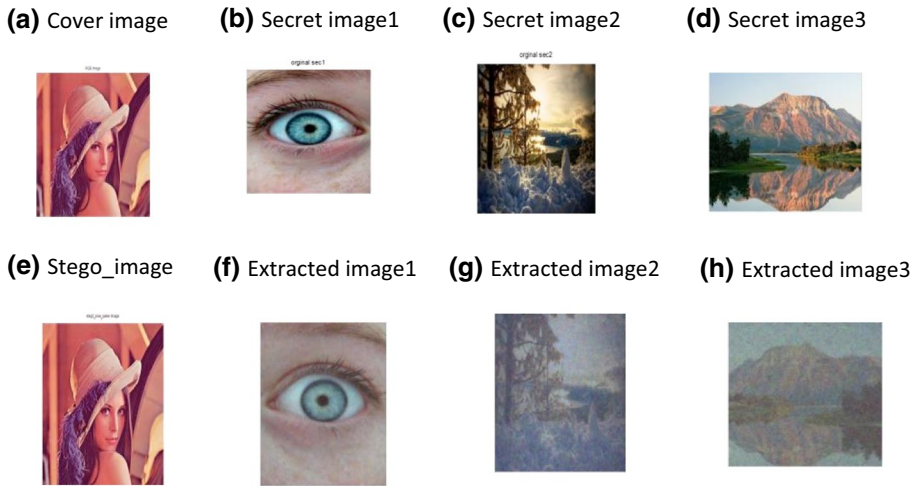 (a) Cover image
(b) Secret image1
(c) Secret image2
(d) Secret image3
orginal sec1
orginal sec2
(e) Stego_image
(f) Extracted image1
(g) Extracted image2
(h) Extracted image3